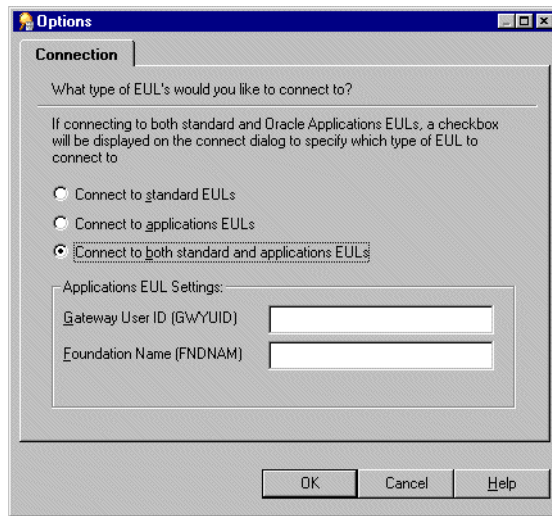 Options
Connection
What type of EUL's would you like to connect to?
If connecting to both standard and Oracle Applications EULs, a checkbox
will be displayed on the connect dialog to specify which type of EUL to
connect to
Connect to standard EULs
Connect to applications EULs
Connect to both standard and applications EULs
Applications EUL Settings:
Gateway User ID (GWYUID)
Foundation Name (FNDNAM)
OK Cancel Help